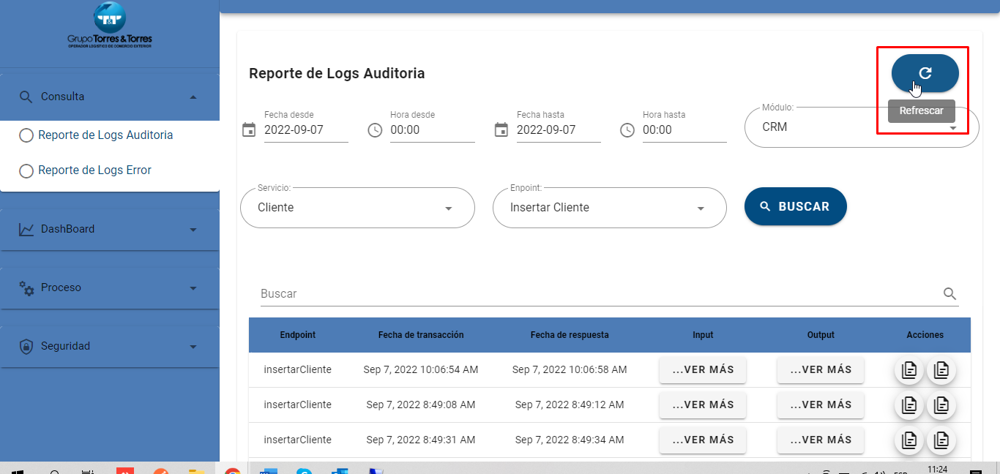 T&T
Grupo Torres & Torres
OPERADOR LOGISTICO DE COMERCIO EXTERIOR
Consulta
Reporte de Logs Auditoria
Reporte de Logs Error
DashBoard
Proceso
Seguridad
Reporte de Logs Auditoria
Refrescar
Fecha desde
2022-09-07
Hora desde
00:00
Fecha hasta
2022-09-07
Hora hasta
00:00
Módulo:
CRM
Servicio:
Cliente
Enpoint:
Insertar Cliente
BUSCAR
Buscar
Endpoint Fecha de transacción Fecha de respuesta Input Output Acciones
insertarCliente Sep 7, 2022 10:06:54 AM Sep 7, 2022 10:06:58 AM ...VER MÁS ...VER MÁS
insertarCliente Sep 7, 2022 8:49:08 AM Sep 7, 2022 8:49:12 AM ...VER MÁS ...VER MÁS
insertarCliente Sep 7, 2022 8:49:31 AM Sep 7, 2022 8:49:34 AM ...VER MÁS ...VER MÁS
11:24